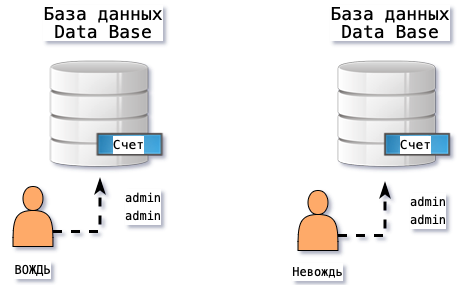 База данных
Data Base
Счет
admin
admin
ВОЖДЬ
База данных
Data Base
Счет
admin
admin
Невождь